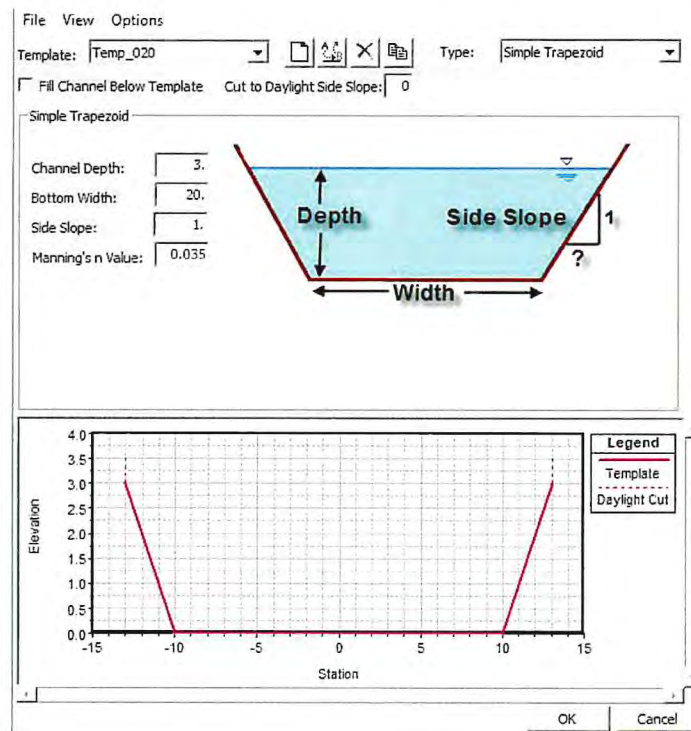 File View Options
Template: Temp_020 Type: Simple Trapezoid
Fill Channel Below Template Cut to Daylight Side Slope: 0
Simple Trapezoid
Channel Depth: 3.
Bottom Width: 20.
Side Slope: 1.
Manning's n Value: 0.035
Depth
Side Slope
1
?
Width
4.0
3.5
3.0
2.5
2.0
1.5
1.0
0.5
0.0
Elevation
-15 -10 -5 0 5 10 15
Station
Legend
Template
Daylight Cut
OK Cancel